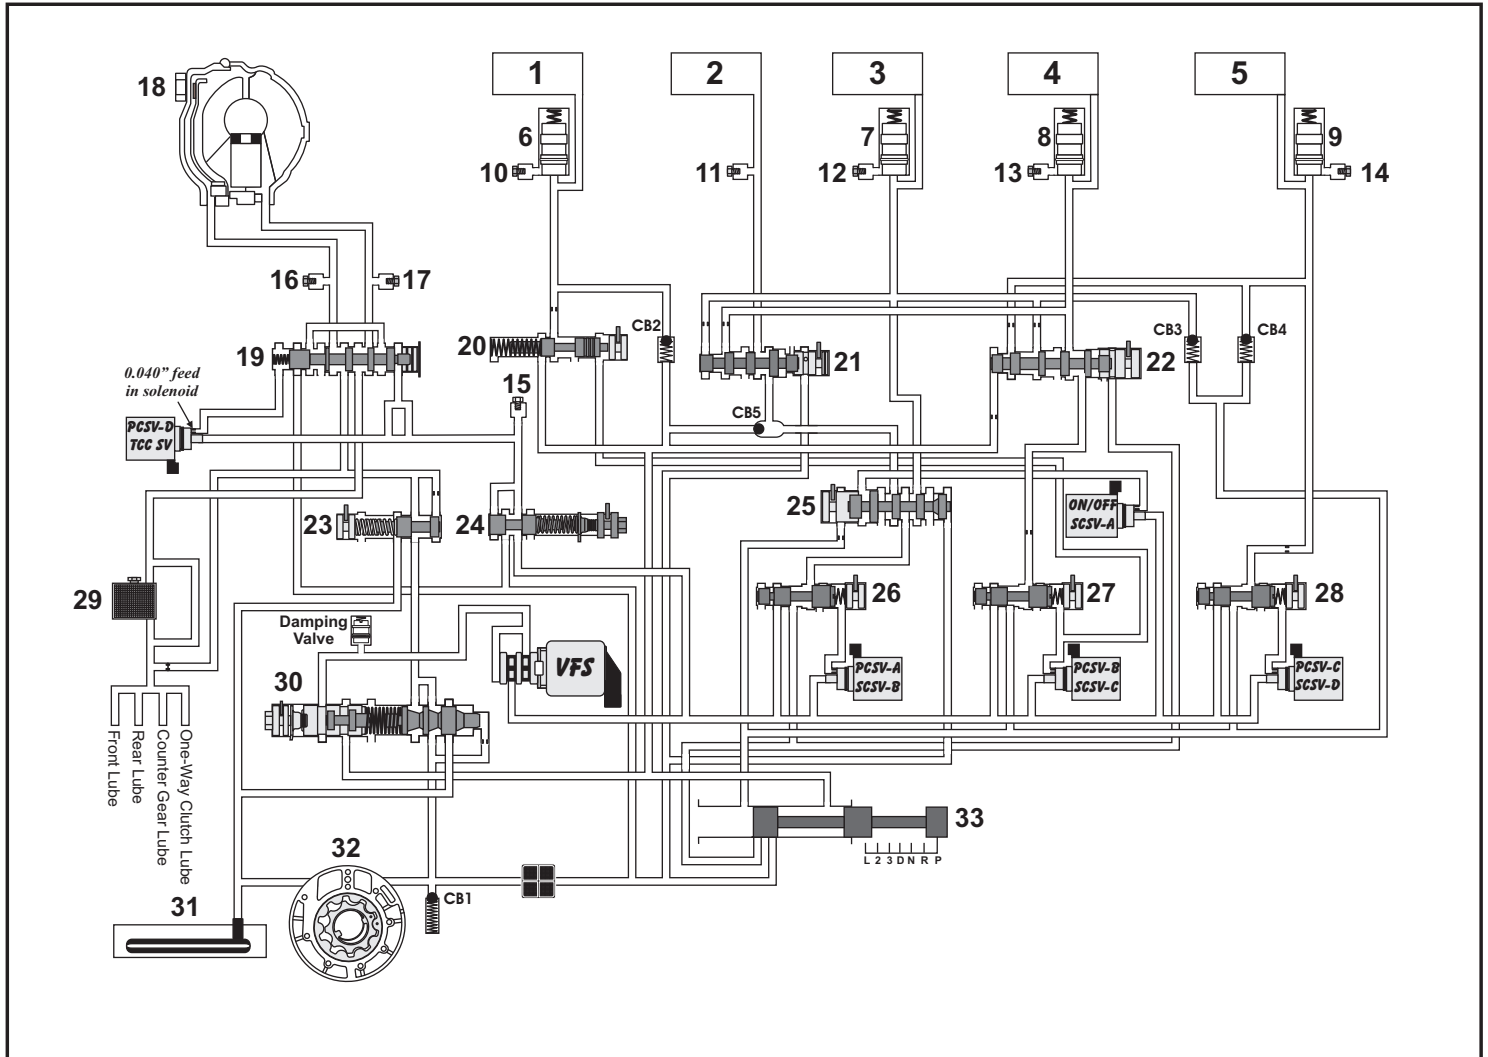 1
2
3
4
5
18
6
7
8
9
10
11
12
13
14
16
17
CB2
CB3
CB4
19
20
21
22
0.040” feed
in solenoid
15
PCSV-D
TCC SV
CB5
23
24
25
ON/OFF
SCSV-A
29
26
27
28
Damping
Valve
VFS
PCSV-A
SCSV-B
PCSV-B
SCSV-C
PCSV-C
SCSV-D
30
Front Lube
Rear Lube
Counter Gear Lube
One-Way Clutch Lube
33
L 2 3 D N R P
32
31
CB1